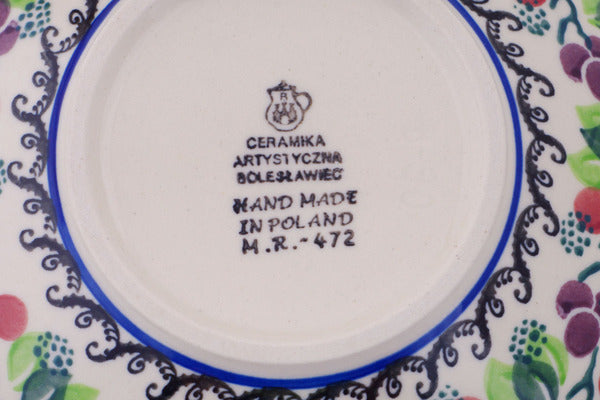 R
CERAMIKA
ARTYSTYCZNA
BOLESŁAWIEC
HAND MADE
IN POLAND
M.R.-472